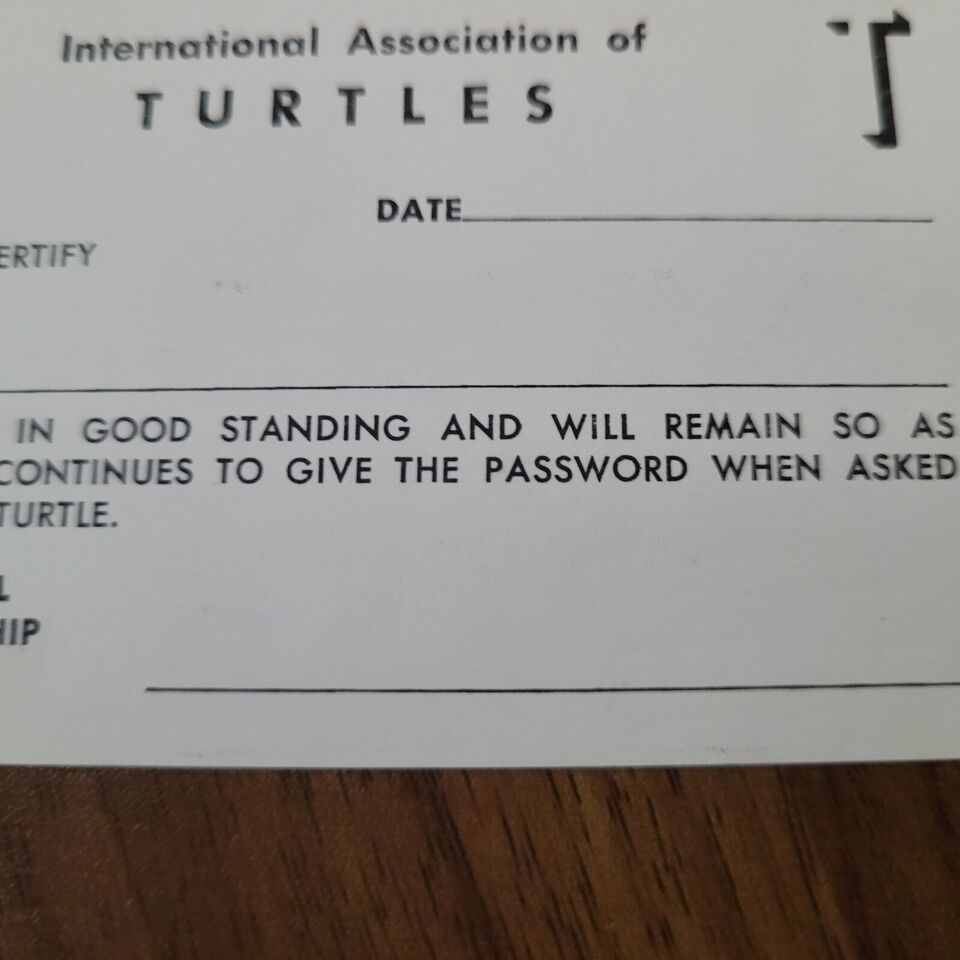 International Association of
TURTLES
T
DATE
ERTIFY
IN GOOD STANDING AND WILL REMAIN SO AS
CONTINUES TO GIVE THE PASSWORD WHEN ASKED
TURTLE.
L
HIP